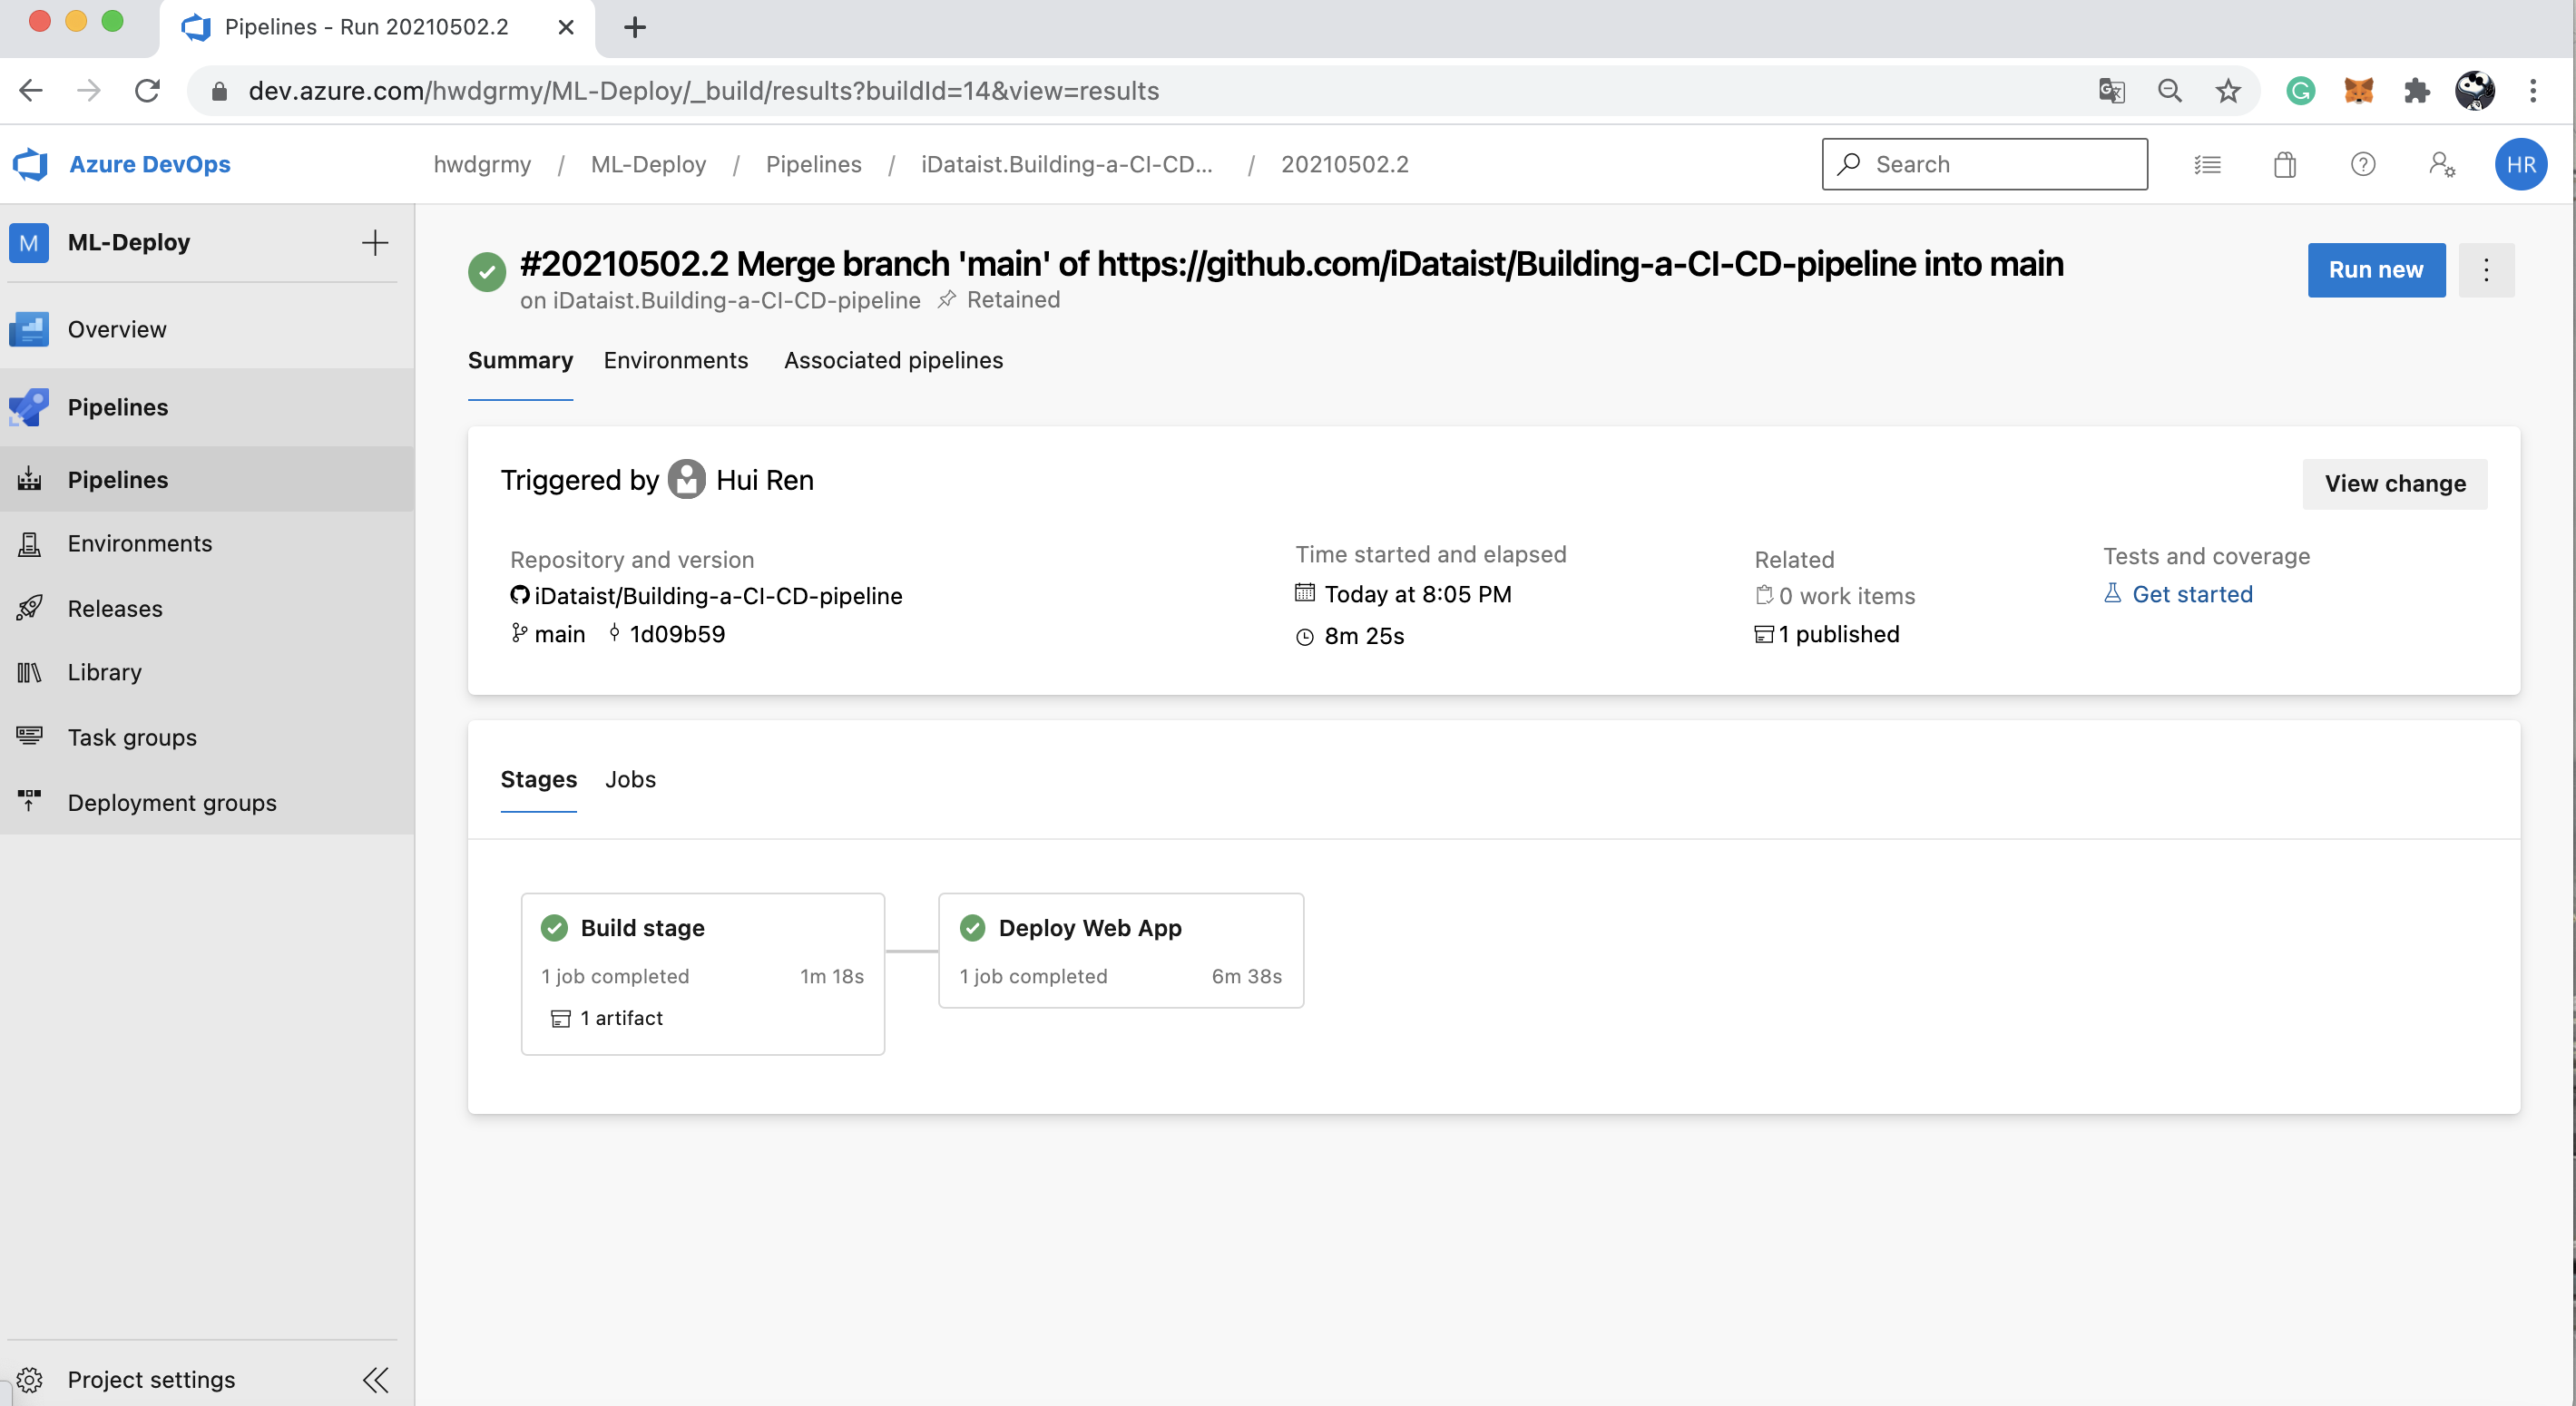 Pipelines - Run 20210502.2
dev.azure.com/hwdgrmy/ML-Deploy/_build/results?buildId=14&view=results
Azure DevOps
hwdgrmy / ML-Deploy / Pipelines / iDataist.Building-a-CI-CD... / 20210502.2
Search
HR
M ML-Deploy
Overview
Pipelines
Pipelines
Environments
Releases
Library
Task groups
Deployment groups
Project settings
#20210502.2 Merge branch 'main' of https://github.com/iDataist/Building-a-CI-CD-pipeline into main
on iDataist.Building-a-CI-CD-pipeline Retained
Run new
Summary Environments Associated pipelines
Triggered by Hui Ren
View change
Repository and version
iDataist/Building-a-CI-CD-pipeline
main 1d09b59
Time started and elapsed
Today at 8:05 PM
8m 25s
Related
0 work items
1 published
Tests and coverage
Get started
Stages Jobs
Build stage
1 job completed 1m 18s
1 artifact
Deploy Web App
1 job completed 6m 38s